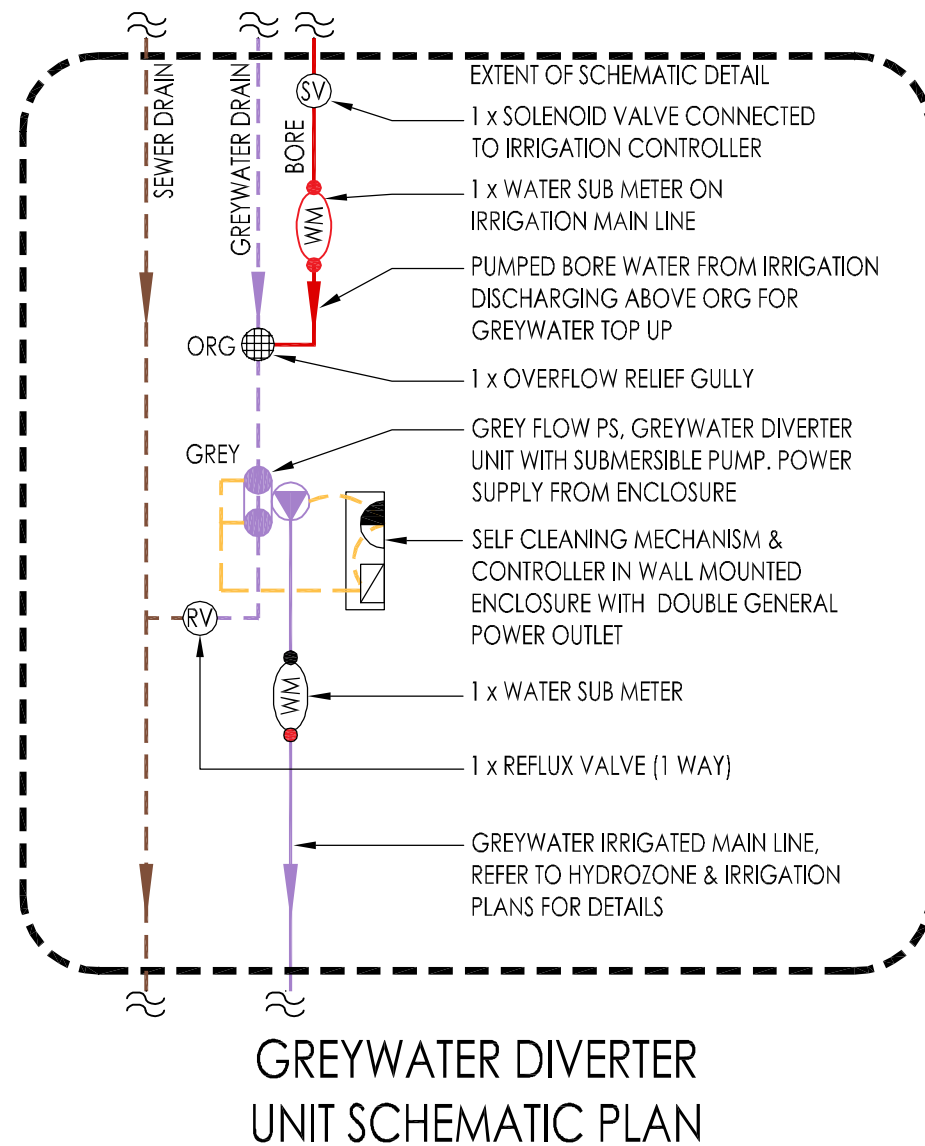 EXTENT OF SCHEMATIC DETAIL
SV
1 x SOLENOID VALVE CONNECTED
TO IRRIGATION CONTROLLER
SEWER DRAIN
GREYWATER DRAIN
BORE
1 x WATER SUB METER ON
IRRIGATION MAIN LINE
WM
PUMPED BORE WATER FROM IRRIGATION
DISCHARGING ABOVE ORG FOR
GREYWATER TOP UP
ORG
1 x OVERFLOW RELIEF GULLY
GREY
GREY FLOW PS, GREYWATER DIVERTER
UNIT WITH SUBMERSIBLE PUMP. POWER
SUPPLY FROM ENCLOSURE
SELF CLEANING MECHANISM &
CONTROLLER IN WALL MOUNTED
ENCLOSURE WITH DOUBLE GENERAL
POWER OUTLET
RV
WM
1 x WATER SUB METER
1 x REFLUX VALVE (1 WAY)
GREYWATER IRRIGATED MAIN LINE,
REFER TO HYDROZONE & IRRIGATION
PLANS FOR DETAILS
GREYWATER DIVERTER
UNIT SCHEMATIC PLAN